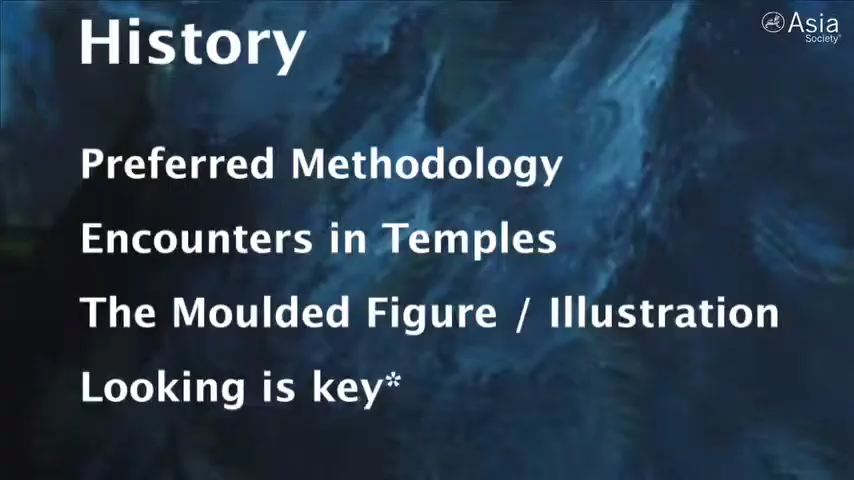 History
Asia
Society
Preferred Methodology
Encounters in Temples
The Moulded Figure / Illustration
Looking is key*